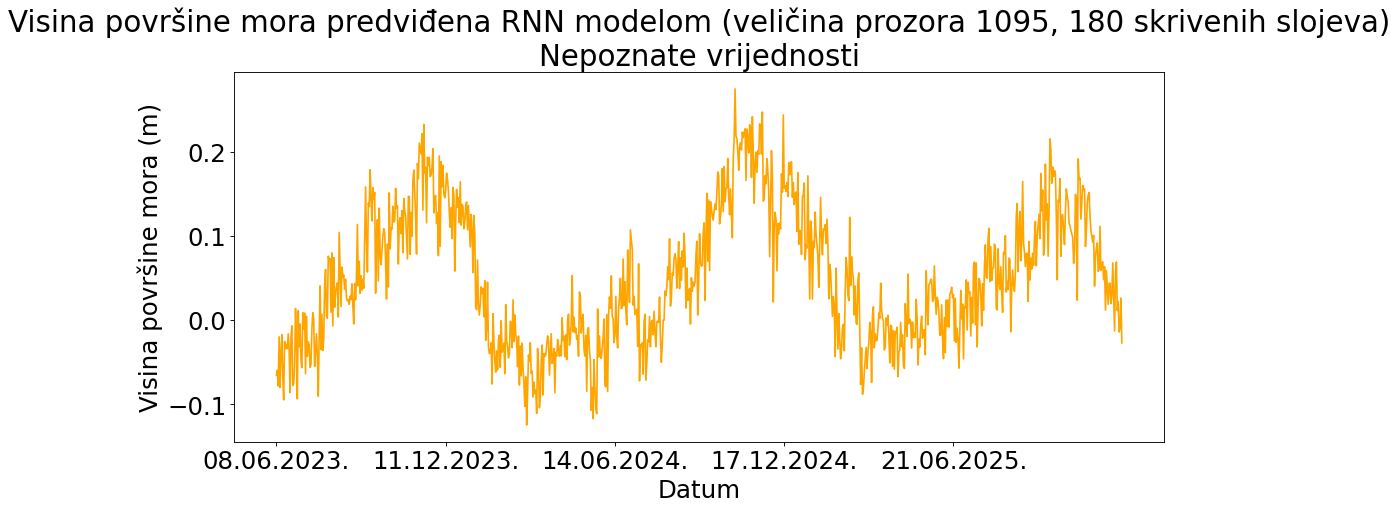 Visina površine mora predviđena RNN modelom (veličina prozora 1095, 180 skrivenih slojeva)
Nepoznate vrijednosti
Visina površine mora (m)
0.2
0.1
0.0
−0.1
08.06.2023. 11.12.2023. 14.06.2024. 17.12.2024. 21.06.2025.
Datum